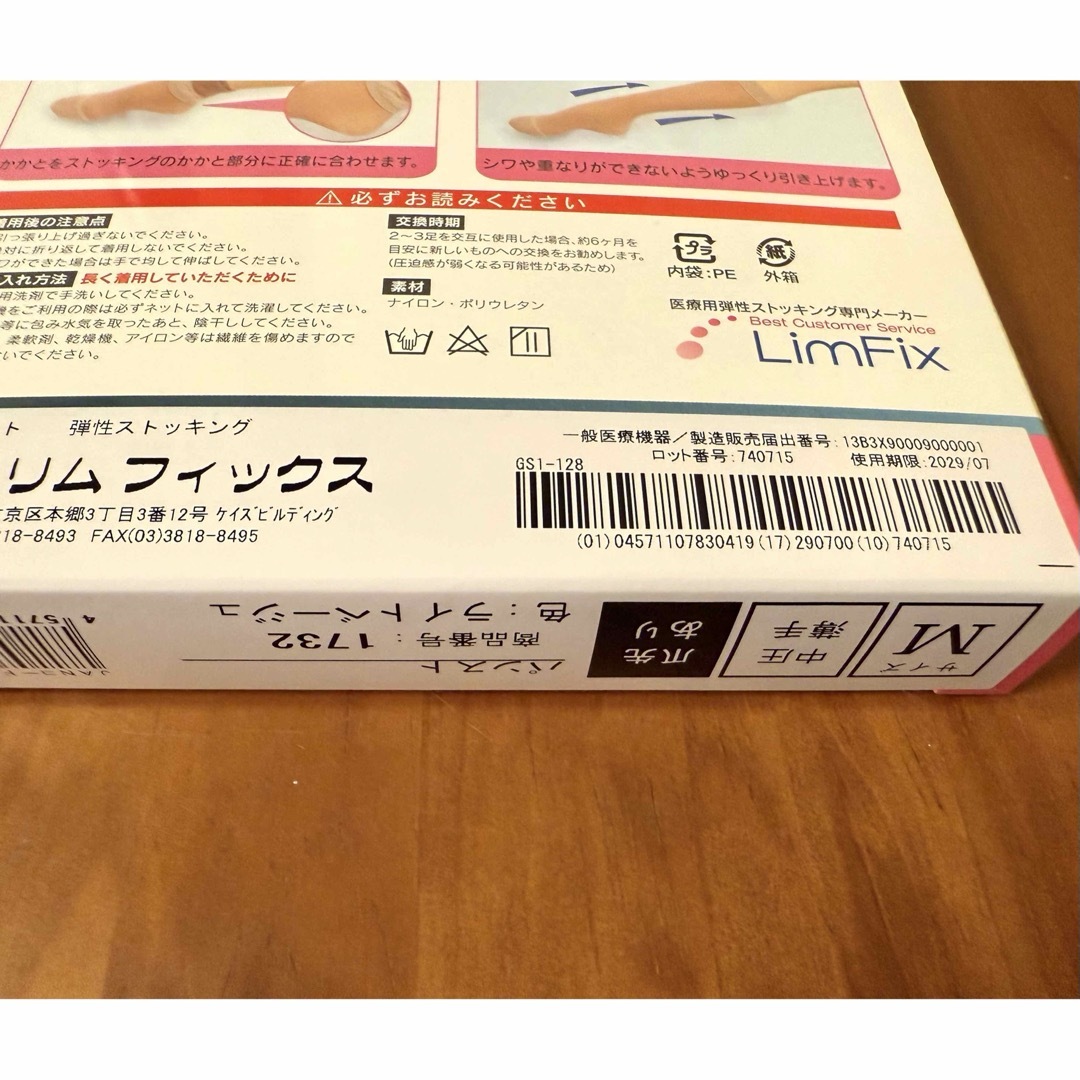 かかとをストッキングのかかと部分に正確に合わせます。
シワや重なりができないようゆっくり引き上げます。
⚠必ずお読みください
着用後の注意点
引っ張り上げ過ぎないでください。
絶対に折り返して着用しないでください。
ワができた場合は手で均して伸ばしてください。
入れ方法 長く着用していただくために
用洗剤で手洗いしてください。
機をご利用の際は必ずネットに入れて洗濯してください。
等に包み水気を取ったあと、陰干ししてください。
、柔軟剤、乾燥機、アイロン等は繊維を傷めますので
ないでください。
交換時期
2〜3足を交互に使用した場合、約6ヶ月を
目安に新しいものへの交換をお勧めします。
(圧迫感が弱くなる可能性があるため)
素材
ナイロン・ポリウレタン
プラ
内袋:PE
紙
外箱
医療用弾性ストッキング専門メーカー
Best Customer Service
LimFix
ト 弾性ストッキング
リムフィックス
京区本郷3丁目3番12号 ケイズビルディング
818-8493 FAX(03)3818-8495
一般医療機器/製造販売届出番号:13B3X90009000001
ロット番号:740715 使用期限:2029/07
GS1-128
(01)04571107830419(17)290700(10)740715
サイズ
M
中圧
薄手
爪先
あり
パンスト
商品番号:1732
色:ライトベージュ
4 5711